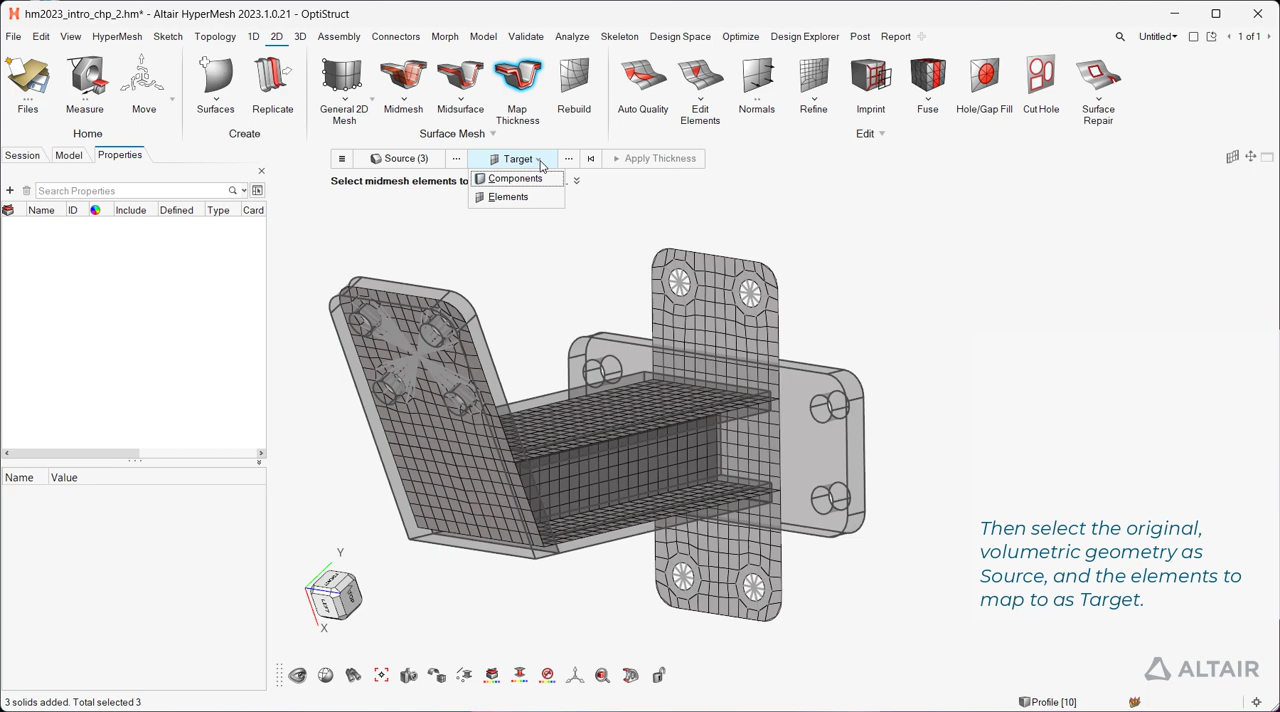 hm2023_intro_chp_2.hm* - Altair HyperMesh 2023.1.0.21 - OptiStruct
File Edit View HyperMesh Sketch Topology 1D 2D 3D Assembly Connectors Morph Model Validate Analyze Skeleton Design Space Optimize Design Explorer Post Report Untitled* 1 of 1
Files Measure Move Surfaces Replicate General 2D Mesh Midmesh Midsurface Map Thickness Rebuild Auto Quality Edit Elements Normals Refine Imprint Fuse Hole/Gap Fill Cut Hole Surface Repair
Home Create Surface Mesh Edit
Session Model Properties
Source (3) Target Apply Thickness
Select midmesh elements to
Components
Elements
Search Properties
Name ID Include Defined Type Card
Name Value
Then select the original,
volumetric geometry as
Source, and the elements to
map to as Target.
Y
X
FRONT
LEFT
TOP
ALTAIR
3 solids added. Total selected 3
Profile [10]